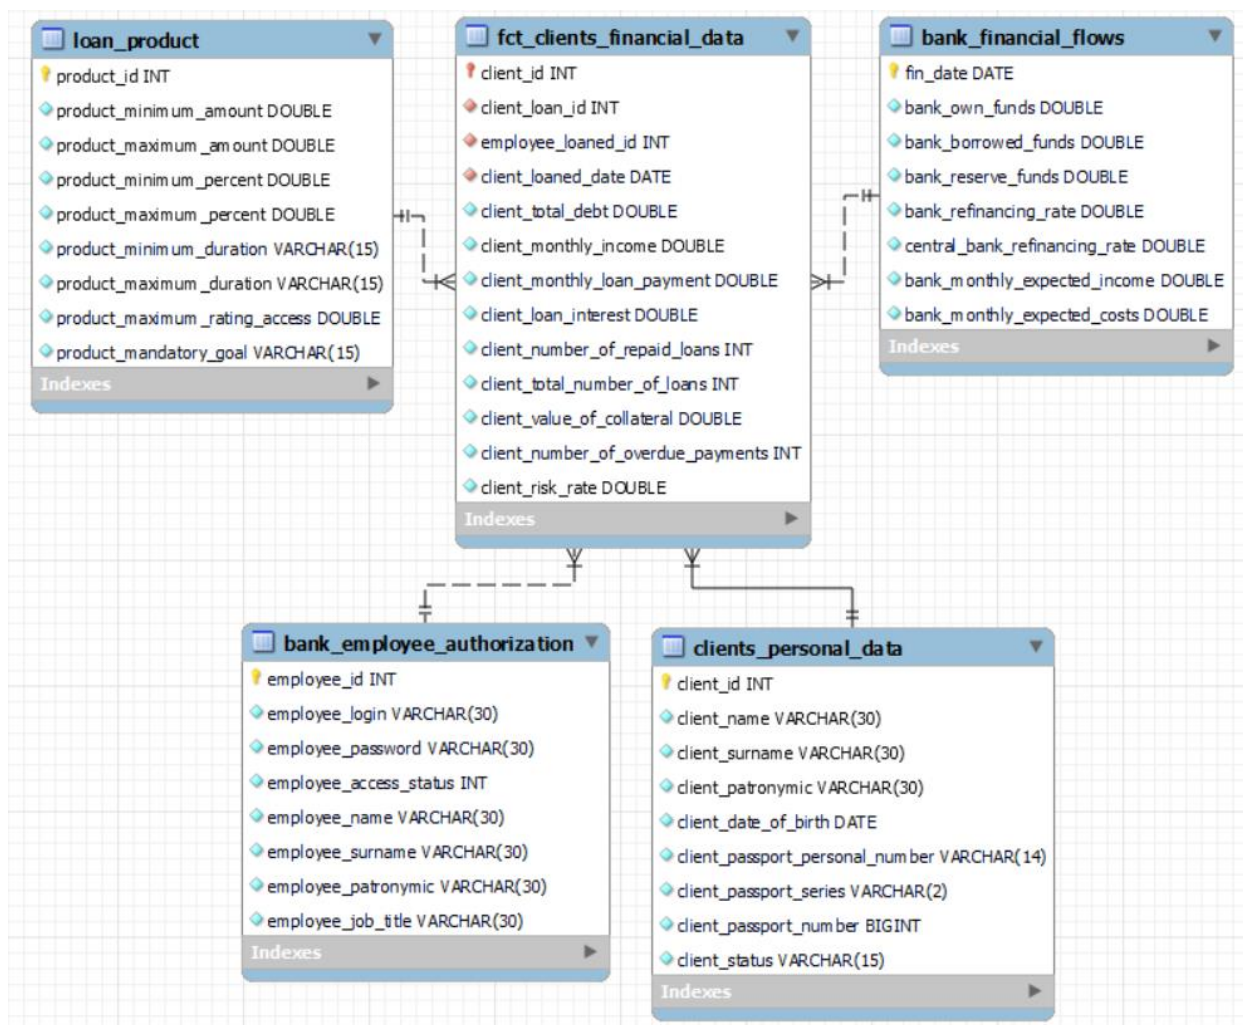 loan_product
product_id INT
product_minimum_amount DOUBLE
product_maximum_amount DOUBLE
product_minimum_percent DOUBLE
product_maximum_percent DOUBLE
product_minimum_duration VARCHAR(15)
product_maximum_duration VARCHAR(15)
product_maximum_rating_access DOUBLE
product_mandatory_goal VARCHAR(15)
Indexes
fct_clients_financial_data
client_id INT
client_loan_id INT
employee_loaned_id INT
client_loaned_date DATE
client_total_debt DOUBLE
client_monthly_income DOUBLE
client_monthly_loan_payment DOUBLE
client_loan_interest DOUBLE
client_number_of_repaid_loans INT
client_total_number_of_loans INT
client_value_of_collateral DOUBLE
client_number_of_overdue_payments INT
client_risk_rate DOUBLE
Indexes
bank_financial_flows
fin_date DATE
bank_own_funds DOUBLE
bank_borrowed_funds DOUBLE
bank_reserve_funds DOUBLE
bank_refinancing_rate DOUBLE
central_bank_refinancing_rate DOUBLE
bank_monthly_expected_income DOUBLE
bank_monthly_expected_costs DOUBLE
Indexes
bank_employee_authorization
employee_id INT
employee_login VARCHAR(30)
employee_password VARCHAR(30)
employee_access_status INT
employee_name VARCHAR(30)
employee_surname VARCHAR(30)
employee_patronymic VARCHAR(30)
employee_job_title VARCHAR(30)
Indexes
clients_personal_data
client_id INT
client_name VARCHAR(30)
client_surname VARCHAR(30)
client_patronymic VARCHAR(30)
client_date_of_birth DATE
client_passport_personal_number VARCHAR(14)
client_passport_series VARCHAR(2)
client_passport_number BIGINT
client_status VARCHAR(15)
Indexes